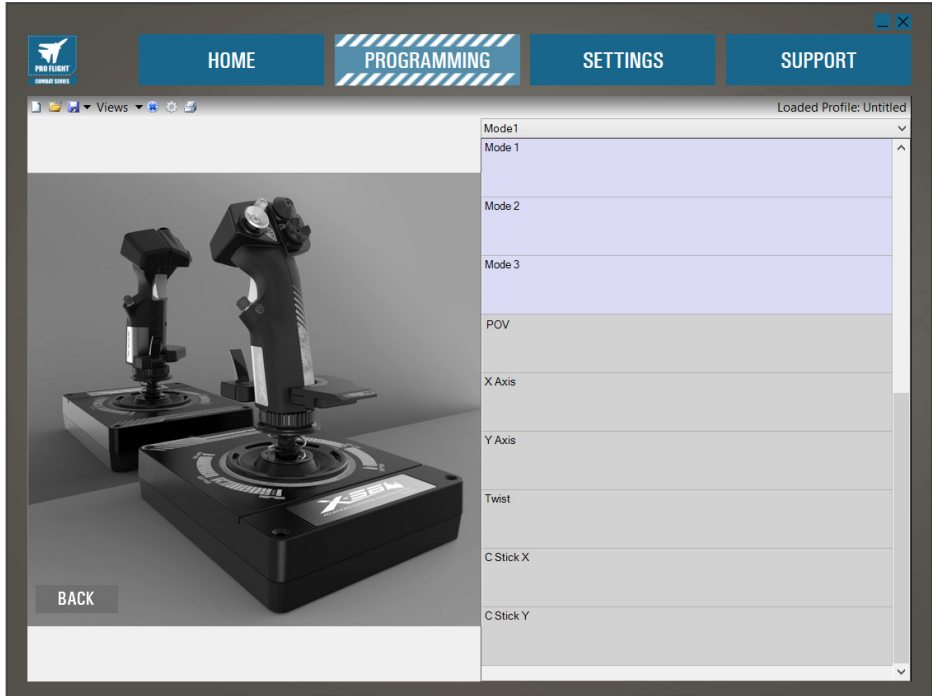 PRO FLIGHT
COMBAT SERIES
HOME
PROGRAMMING
SETTINGS
SUPPORT
Views
Loaded Profile: Untitled
Mode1
Mode 1
Mode 2
Mode 3
POV
X Axis
Y Axis
Twist
C Stick X
C Stick Y
X-56
BACK